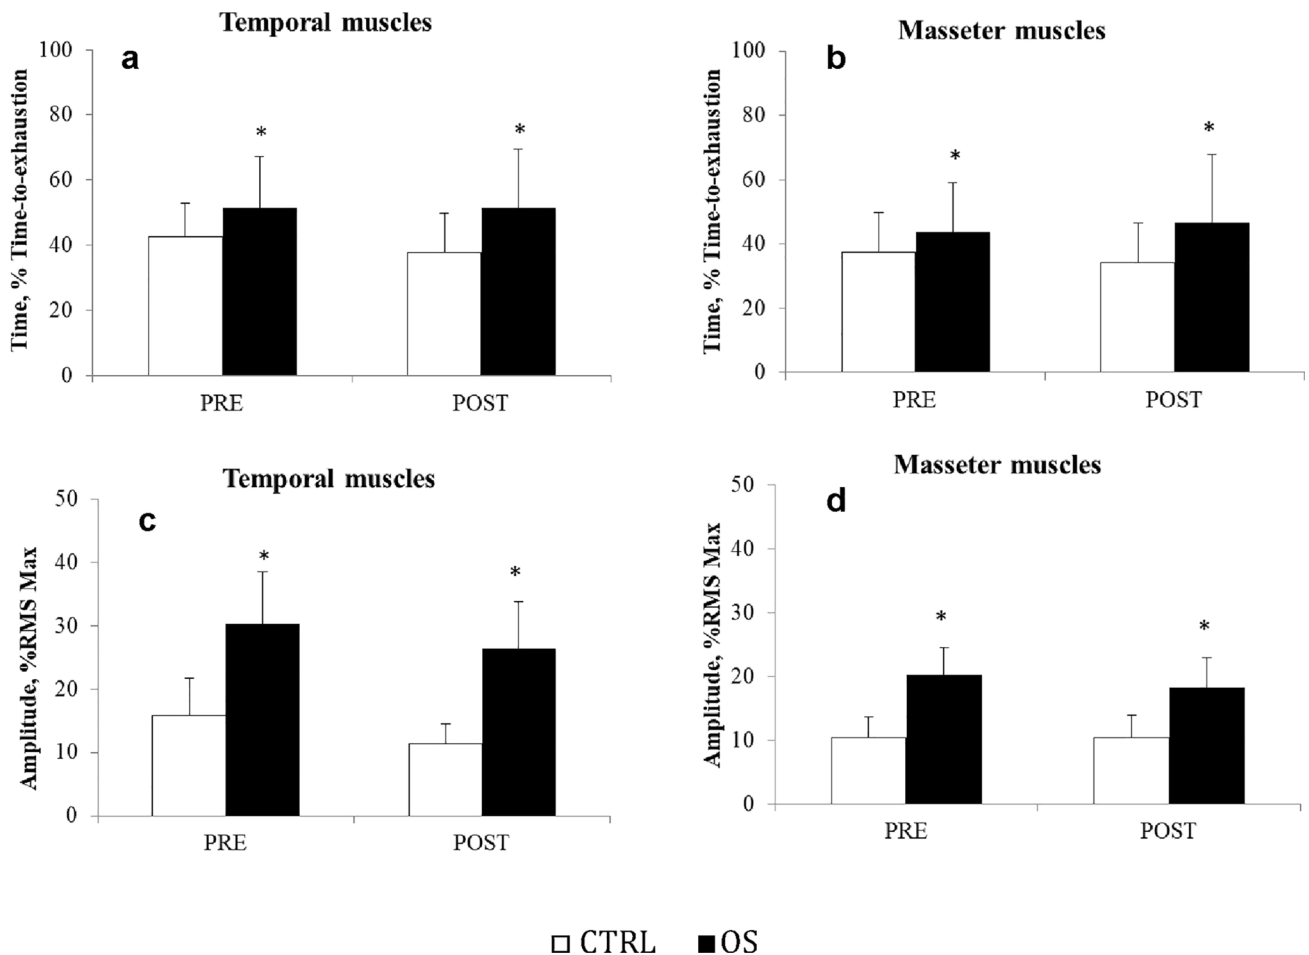 Temporal muscles
a
Time, % Time-to-exhaustion
100
80
60
40
20
0
*
*
PRE
POST
Masseter muscles
b
Time, % Time-to-exhaustion
100
80
60
40
20
0
*
*
PRE
POST
Temporal muscles
c
Amplitude, %RMS Max
50
40
30
20
10
0
*
*
PRE
POST
Masseter muscles
d
Amplitude, %RMS Max
50
40
30
20
10
0
*
*
PRE
POST
CTRL OS